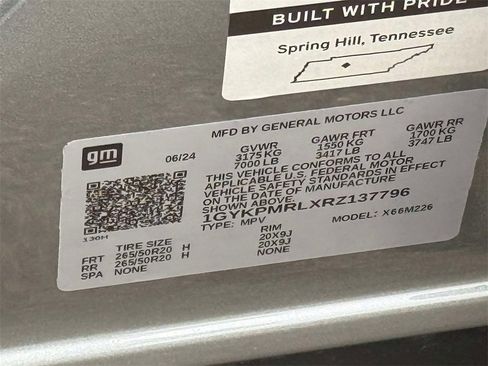 BUILT WITH PRIDE
Spring Hill, Tennessee
MFD BY GENERAL MOTORS LLC
gm
06/24
GVWR GAWR FRT GAWR RR
3175 KG 1550 KG 1700 KG
7000 LB 3417 LB 3747 LB
THIS VEHICLE CONFORMS TO ALL
APPLICABLE U.S. FEDERAL MOTOR
VEHICLE SAFETY STANDARDS IN EFFECT
ON THE DATE OF MANUFACTURE
SHOWN ABOVE.
1GYKPMRLXRZ137796
TYPE: MPV MODEL: X66M226
130H
TIRE SIZE RIM
FRT 265/50R20 H 20X9J
RR 265/50R20 H 20X9J
SPA NONE NONE